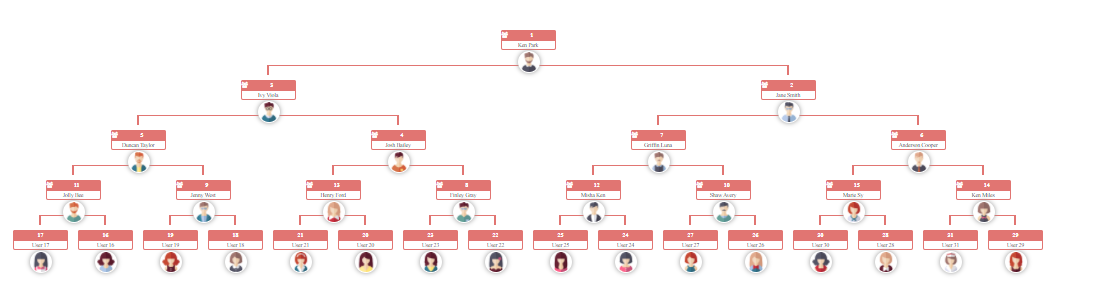 1
Ken Park
3
Ivy Veela
2
Jane Smith
5
Duncan Taylor
4
Josh Bailey
7
Griffin Luna
6
Anderson Cooper
11
Jolly Bee
9
Jenny West
13
Henry Ford
8
Finley Gray
12
Misha Ken
10
Shaw Avery
15
Maria Sy
14
Ken Miles
17
User 17
16
User 16
19
User 19
18
User 18
21
User 21
20
User 20
23
User 23
22
User 22
25
User 25
24
User 24
27
User 27
26
User 26
30
User 30
28
User 28
31
User 31
29
User 29